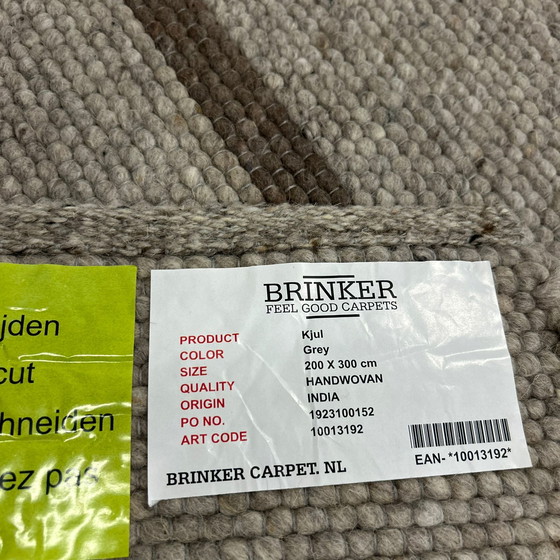 jden
cut
hneiden
ez pas
BRINKER
FEEL GOOD CARPETS
PRODUCT Kjul
COLOR Grey
SIZE 200 X 300 cm
QUALITY HANDWOVAN
ORIGIN INDIA
PO NO. 1923100152
ART CODE 10013192
BRINKER CARPET. NL
EAN- *10013192*